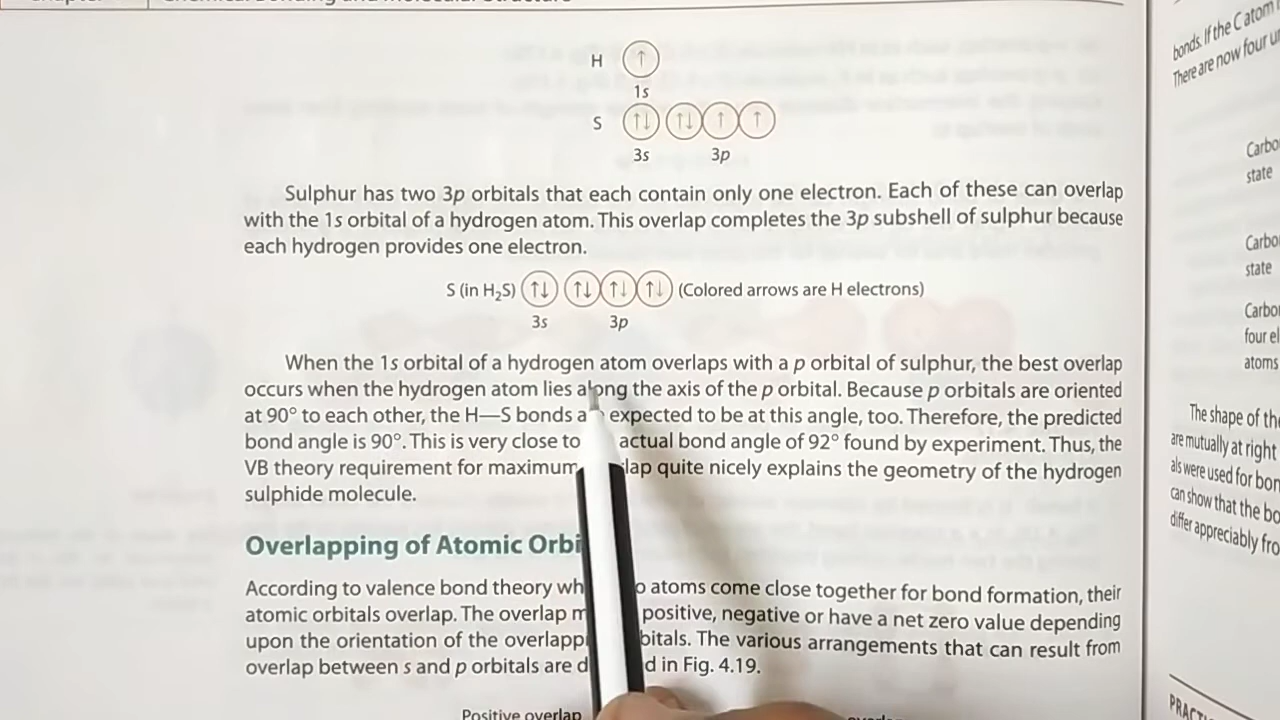 Chemical Bonding and Molecular Structure
H ↑
1s
S ↑↓ ↑↓ ↑ ↑
3s 3p
Sulphur has two 3p orbitals that each contain only one electron. Each of these can overlap
with the 1s orbital of a hydrogen atom. This overlap completes the 3p subshell of sulphur because
each hydrogen provides one electron.
S (in H₂S) ↑↓ ↑↓ ↑↓ ↑↓ (Colored arrows are H electrons)
3s 3p
When the 1s orbital of a hydrogen atom overlaps with a p orbital of sulphur, the best overlap
occurs when the hydrogen atom lies along the axis of the p orbital. Because p orbitals are oriented
at 90° to each other, the H—S bonds a expected to be at this angle, too. Therefore, the predicted
bond angle is 90°. This is very close to actual bond angle of 92° found by experiment. Thus, the
VB theory requirement for maximum lap quite nicely explains the geometry of the hydrogen
sulphide molecule.
Overlapping of Atomic Orbi
According to valence bond theory wh o atoms come close together for bond formation, their
atomic orbitals overlap. The overlap m positive, negative or have a net zero value depending
upon the orientation of the overlappi bitals. The various arrangements that can result from
overlap between s and p orbitals are d d in Fig. 4.19.
Positive overlap
bonds. If the C atom
There are now four u
Carbo
state
Carbo
state
Carbo
four el
atoms
The shape of the
are mutually at right
als were used for bon
can show that the bo
differ appreciably fro
PRACTI